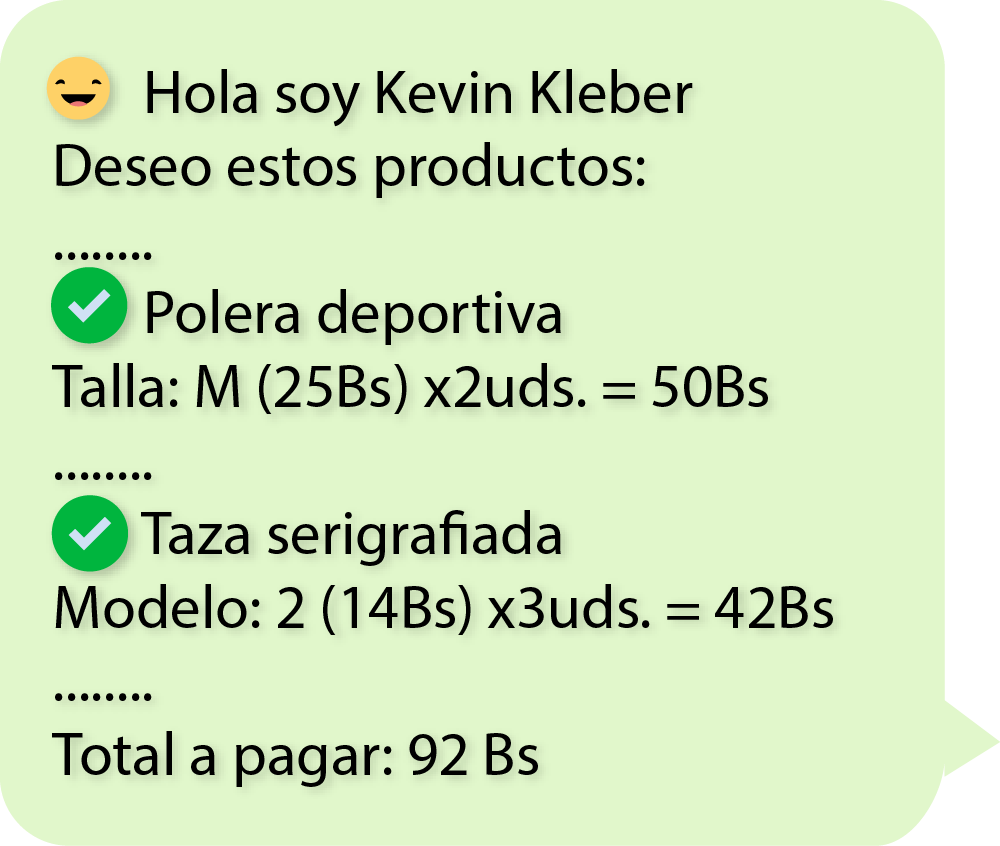 Hola soy Kevin Kleber
Deseo estos productos:
........
Polera deportiva
Talla: M (25Bs) x2uds. = 50Bs
........
Taza serigrafiada
Modelo: 2 (14Bs) x3uds. = 42Bs
........
Total a pagar: 92 Bs